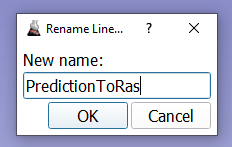 Rename Line... ?
New name:
PredictionToRas
OK Cancel